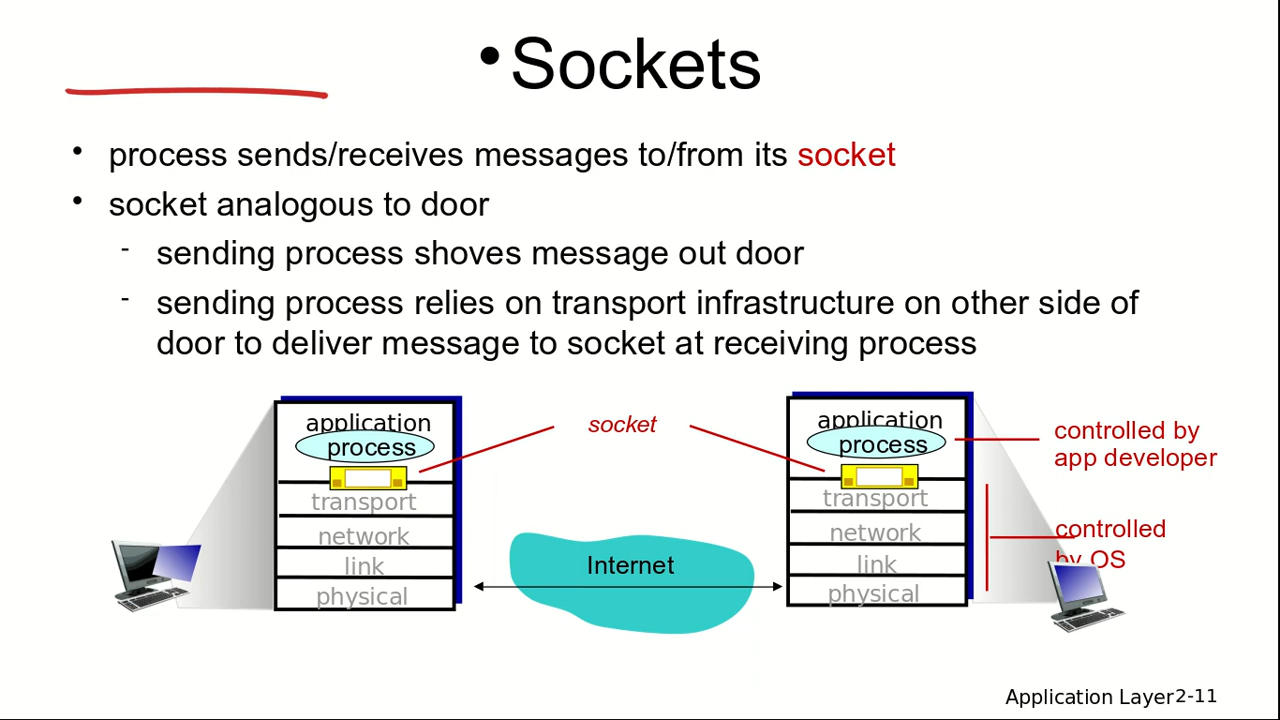 • Sockets
• process sends/receives messages to/from its socket
• socket analogous to door
- sending process shoves message out door
- sending process relies on transport infrastructure on other side of
door to deliver message to socket at receiving process
application
process
transport
network
link
physical
socket
Internet
application
process
transport
network
link
physical
controlled by
app developer
controlled
by OS
Application Layer 2-11